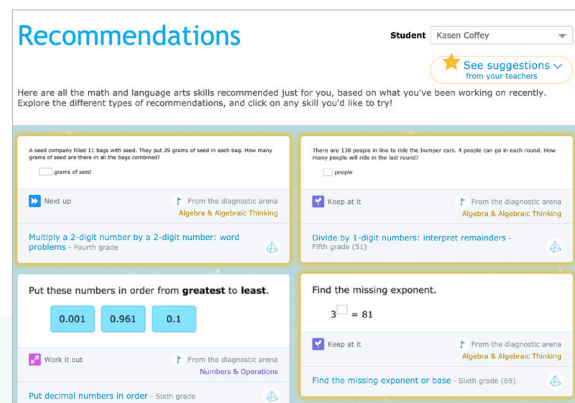 Recommendations
Student
Kasen Coffey
See suggestions
from your teachers
Here are all the math and language arts skills recommended just for you, based on what you've been working on recently.
Explore the different types of recommendations, and click on any skill you'd like to try!
A seed company filled 11 bags with seed. They put 29 grams of seed in each bag. How many
grams of seed are there in all the bags combined?
grams of seed
Next up
From the diagnostic arena
Algebra & Algebraic Thinking
Multiply a 2-digit number by a 2-digit number: word
problems - Fourth grade
There are 138 people in line to ride the bumper cars. 4 people can go in each round. How
many people will ride in the last round?
people
Keep at it
From the diagnostic arena
Algebra & Algebraic Thinking
Divide by 1-digit numbers: interpret remainders -
Fifth grade (51)
Put these numbers in order from greatest to least.
0.001 0.961 0.1
Work it out
From the diagnostic arena
Numbers & Operations
Put decimal numbers in order - Sixth grade
Find the missing exponent.
3 = 81
Keep at it
From the diagnostic arena
Algebra & Algebraic Thinking
Find the missing exponent or base - Sixth grade (69)